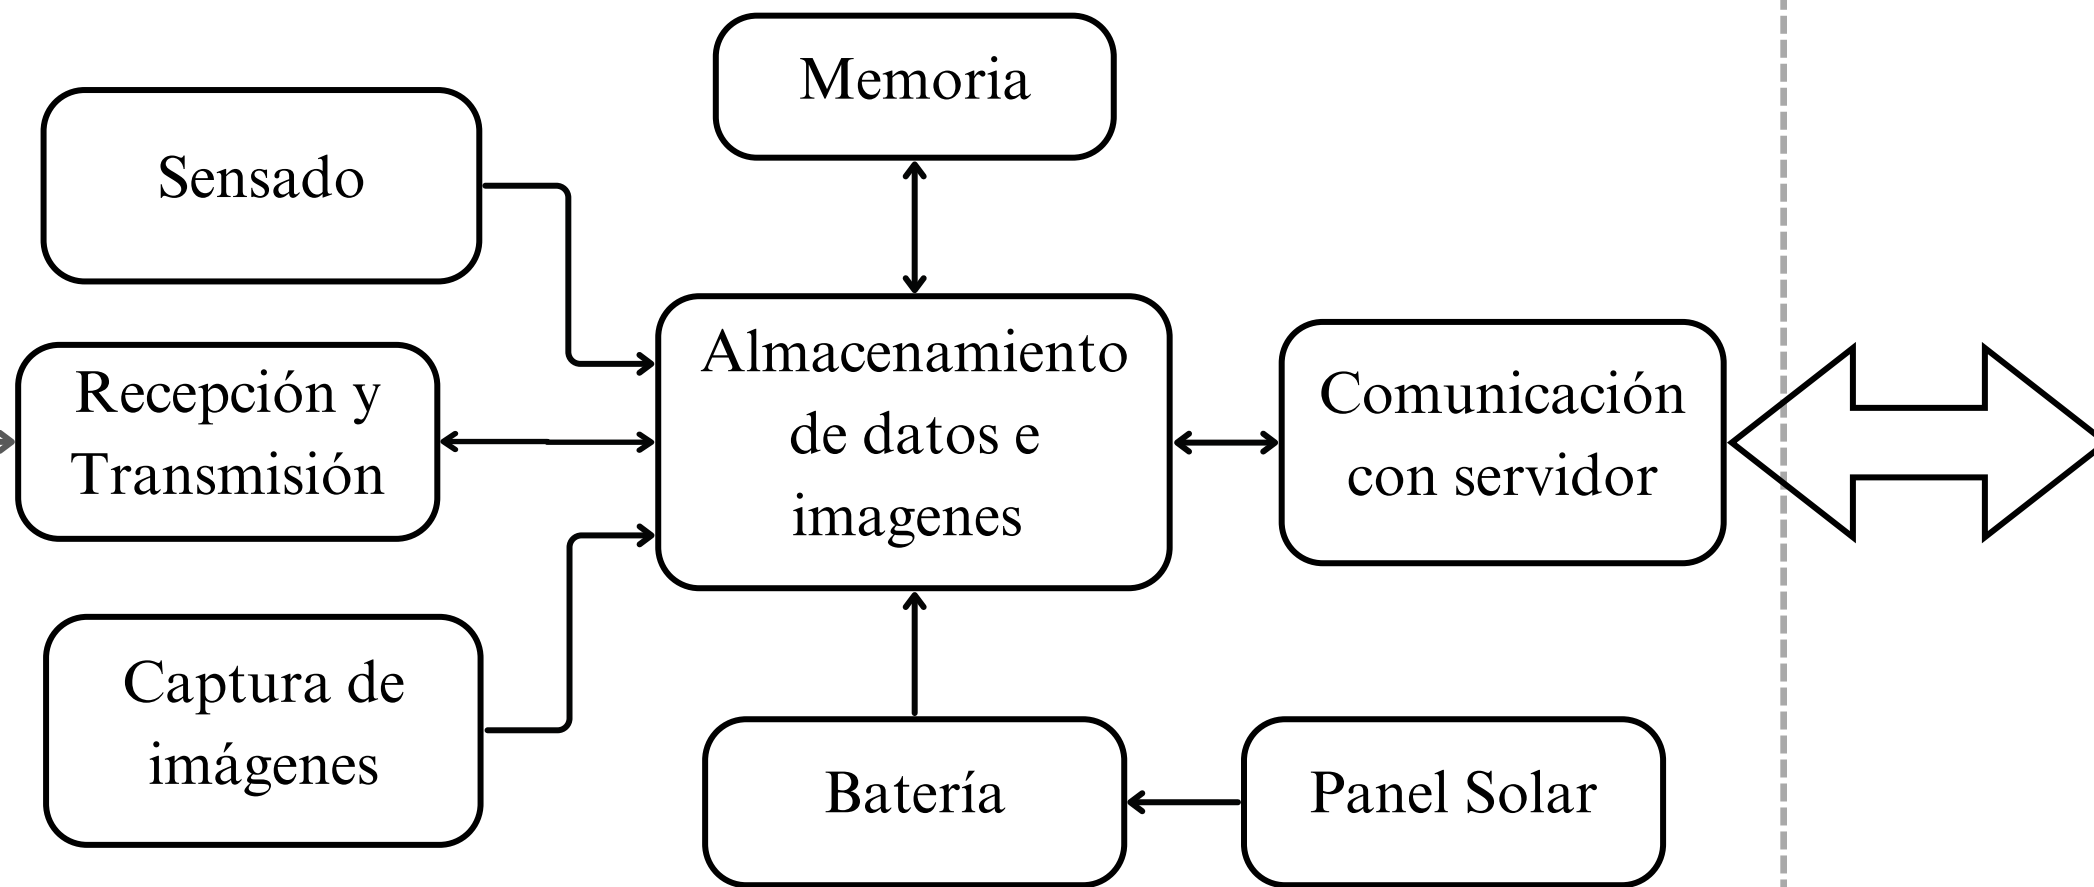 Memoria
Sensado
Recepción y
Transmisión
Captura de
imágenes
Almacenamiento
de datos e
imagenes
Comunicación
con servidor
Batería
Panel Solar